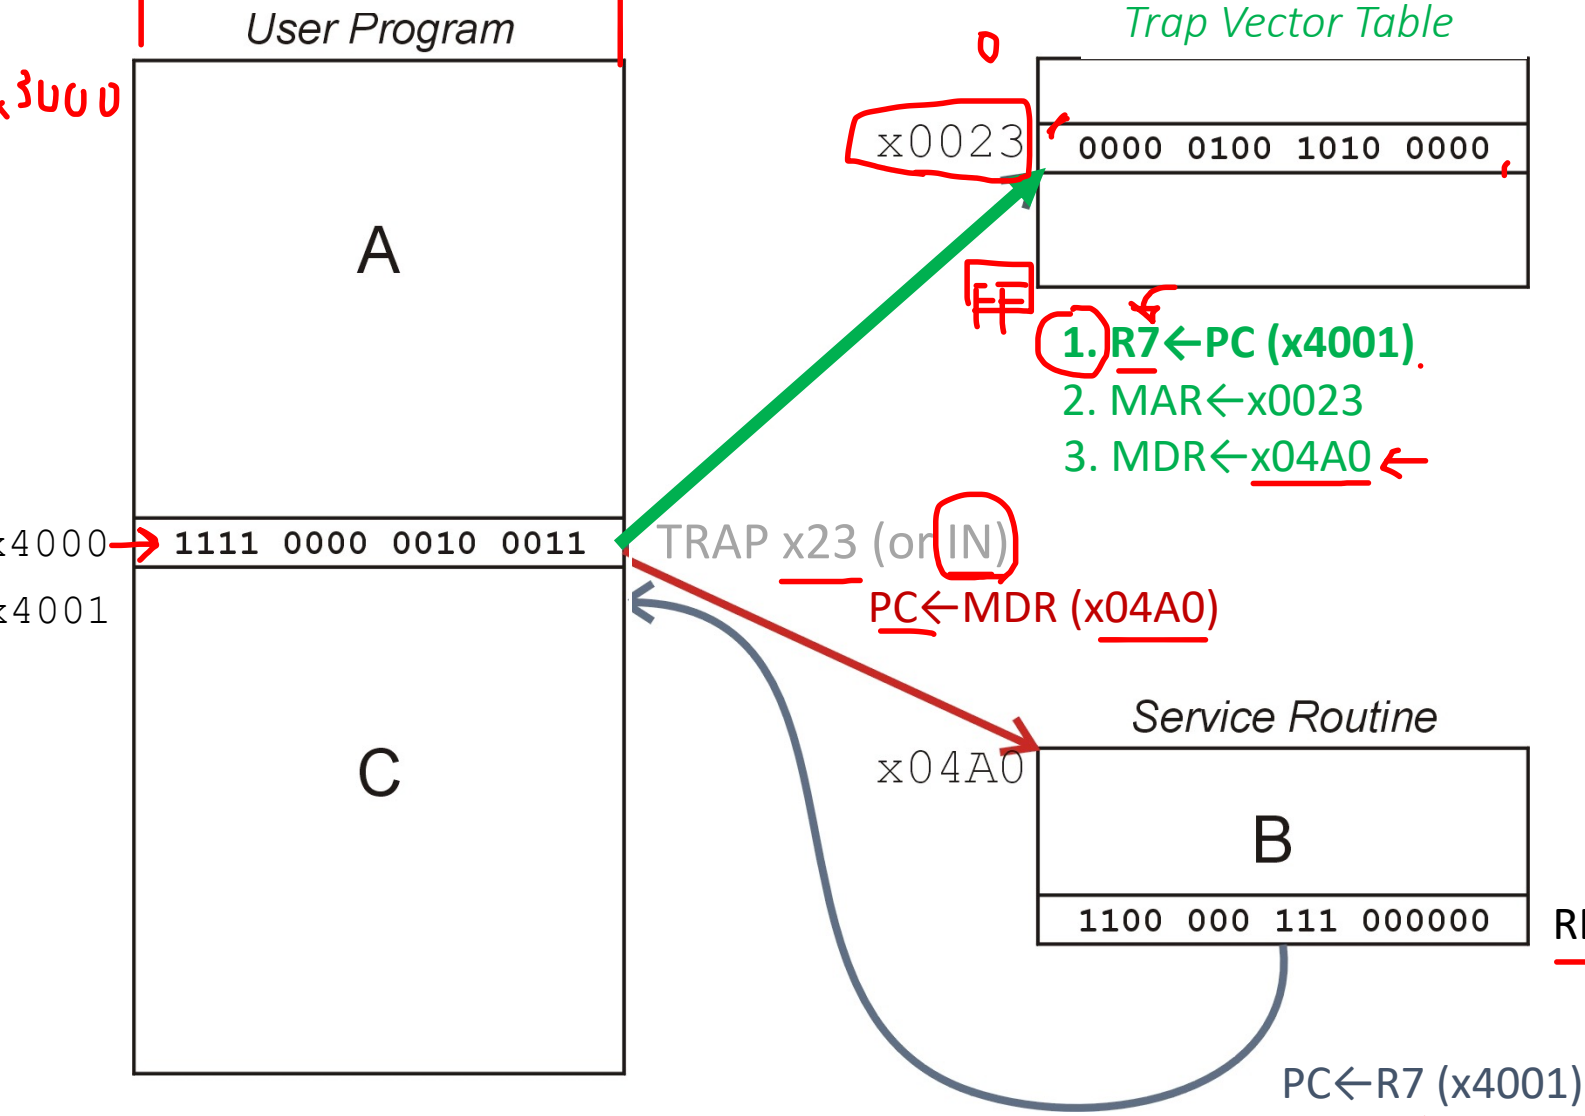 User Program
Trap Vector Table
0
x3000
x0023
0000 0100 1010 0000
A
FF
1. R7←PC (x4001)
2. MAR←x0023
3. MDR←x04A0
x4000
1111 0000 0010 0011
TRAP x23 (or IN)
x4001
PC←MDR (x04A0)
Service Routine
C
x04A0
B
1100 000 111 000000
PC←R7 (x4001)